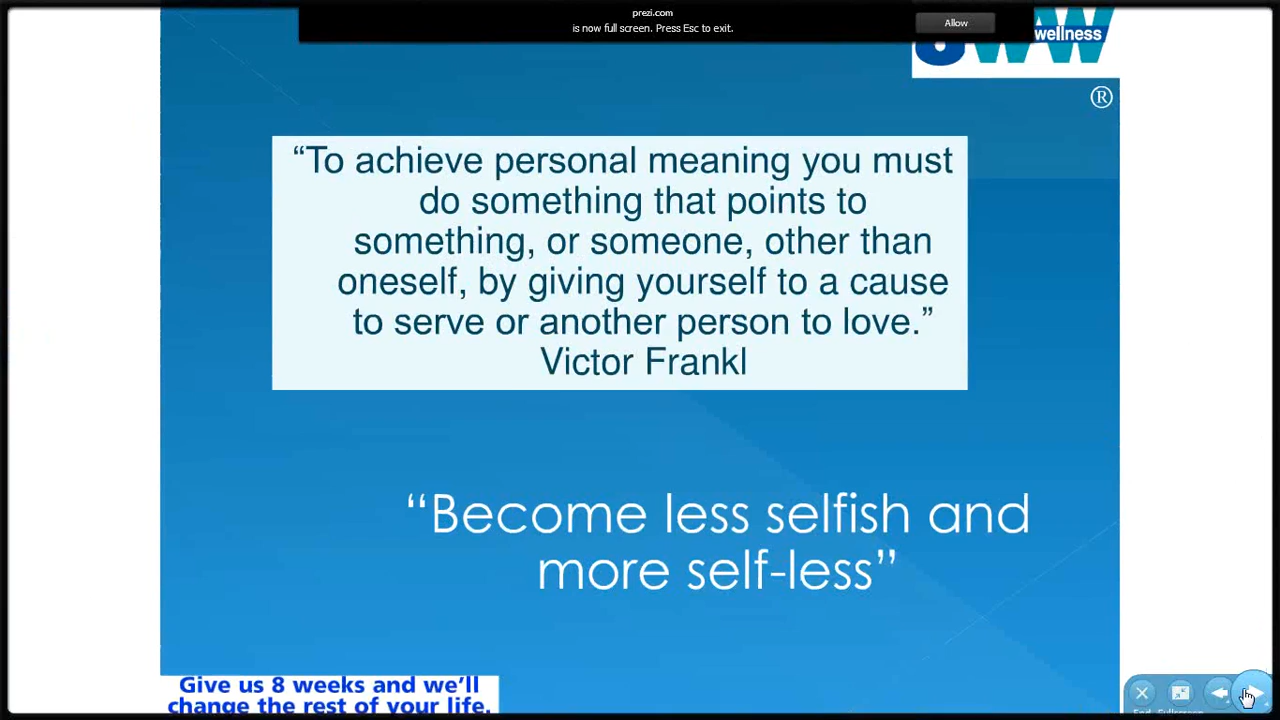 prezi.com
is now full screen. Press Esc to exit.
Allow
wellness
®
“To achieve personal meaning you must
do something that points to
something, or someone, other than
oneself, by giving yourself to a cause
to serve or another person to love.”
Victor Frankl
“Become less selfish and
more self-less”
Give us 8 weeks and we’ll
change the rest of your life.